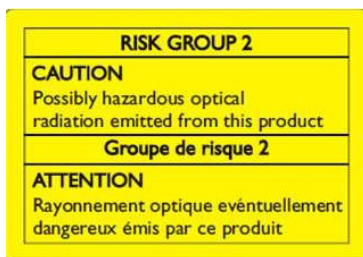 RISK GROUP 2
CAUTION
Possibly hazardous optical
radiation emitted from this product
Groupe de risque 2
ATTENTION
Rayonnement optique evéntuellement
dangereux émis par ce produit